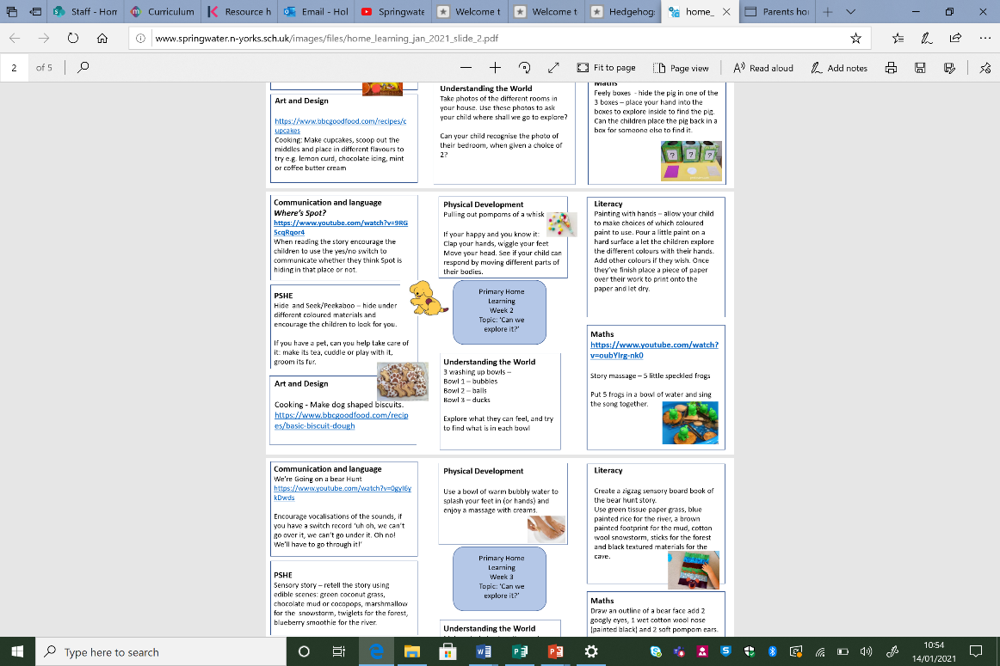 Staff - Hom
Curriculum
Resource h
Welcome ot
Welcome ot
Hedgehogs
home_
Parents ho
www.springwater.n-yorks.sch.uk/images/files/home_learning_jan_2021_slide_2.pdf
2 of 5
Fit to page
Page view
Read aloud
Add notes
Art and Design
https://www.bbcgoodfood.com/recipes/c
upcakes
Cooking: Make cupcakes, scoop out the
middles and place in different flavours to
try e.g. lemon curd, chocolate icing, mint
or coffee butter cream
Understanding the World
Take photos of the different rooms in
your house. Use these photos to ask
your child where shall we go to explore?
Can your child recognise the photo of
their bedroom, when given a choice of
2?
Maths
Feely boxes - hide the pig in one of the
3 boxes – place your hand into the
boxes to explore inside to find the pig.
Can the children place the pig back in a
box for someone else to find it.
? ? ?
Communication and language
Where's Spot?
https://www.youtube.com/watch?v=9RG
5cqRqor4
When reading the story encourage the
children to use the yes/no switch to
communicate whether they think Spot is
hiding in that place or not.
PSHE
Hide and Seek/Peekaboo – hide under
different coloured materials and
encourage the children to look for you.
If you have a pet, can you help take care of
it: make its tea, cuddle or play with it,
groom its fur.
Art and Design
Cooking - Make dog shaped biscuits.
https://www.bbcgoodfood.com/recip
es/basic-biscuit-dough
Physical Development
Pulling out pompoms of a whisk
If your happy and you know it:
Clap your hands, wiggle your feet
Move your head. See if your child can
respond by moving different parts of
their bodies.
Primary Home
Learning
Week 2
Topic: 'Can we
explore it?'
Understanding the World
3 washing up bowls –
Bowl 1 – bubbles
Bowl 2 – balls
Bowl 3 – ducks
Explore what they can feel, and try
to find what is in each bowl
Literacy
Painting with hands – allow your child
to make choices of which coloured
paint to use. Pour a little paint on a
hard surface a let the children explore
the different colours with their hands.
Add other colours if they wish. Once
they've finish place a piece of paper
over their work to print onto the
paper and let dry.
Maths
https://www.youtube.com/watch?
v=oubYlrg-nk0
Story massage – 5 little speckled frogs
Put 5 frogs in a bowl of water and sing
the song together.
Communication and language
We're Going on a bear Hunt
https://www.youtube.com/watch?v=0gyI6y
kDwds
Encourage vocalisations of the sounds, if
you have a switch record 'uh oh, we can't
go over it, we can't go under it. Oh no!
We'll have to go through it!'
PSHE
Sensory story – retell the story using
edible scenes: green coconut grass,
chocolate mud or cocopops, marshmallow
for the snowstorm, twiglets for the forest,
blueberry smoothie for the river.
Physical Development
Use a bowl of warm bubbly water to
splash your feet in (or hands) and
enjoy a massage with creams.
Primary Home
Learning
Week 3
Topic: 'Can we
explore it?'
Understanding the World
Literacy
Create a zigzag sensory board book of
the bear hunt story.
Use green tissue paper grass, blue
painted rice for the river, a brown
painted footprint for the mud, cotton
wool snowstorm, sticks for the forest
and black textured materials for the
cave.
Maths
Draw an outline of a bear face add 2
googly eyes, 1 wet cotton wool nose
(painted black) and 2 soft pompom ears.
Type here to search
10:54
14/01/2021